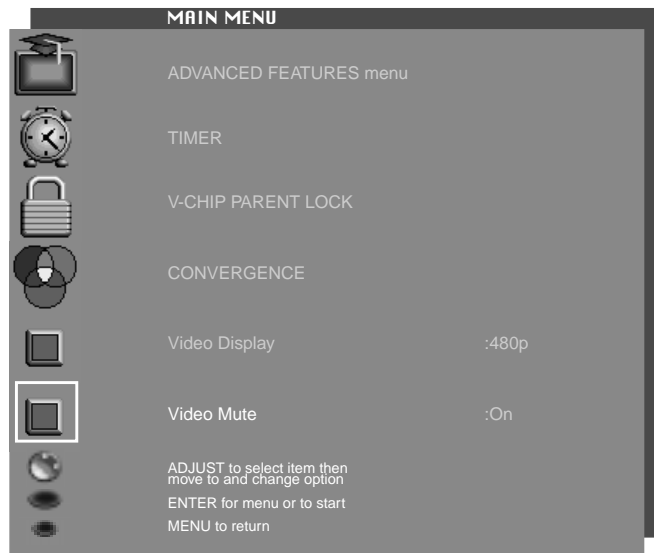 MAIN MENU
ADVANCED FEATURES menu
TIMER
V-CHIP PARENT LOCK
CONVERGENCE
Video Display :480p
Video Mute :On
ADJUST to select item then
move to and change option
ENTER for menu or to start
MENU to return